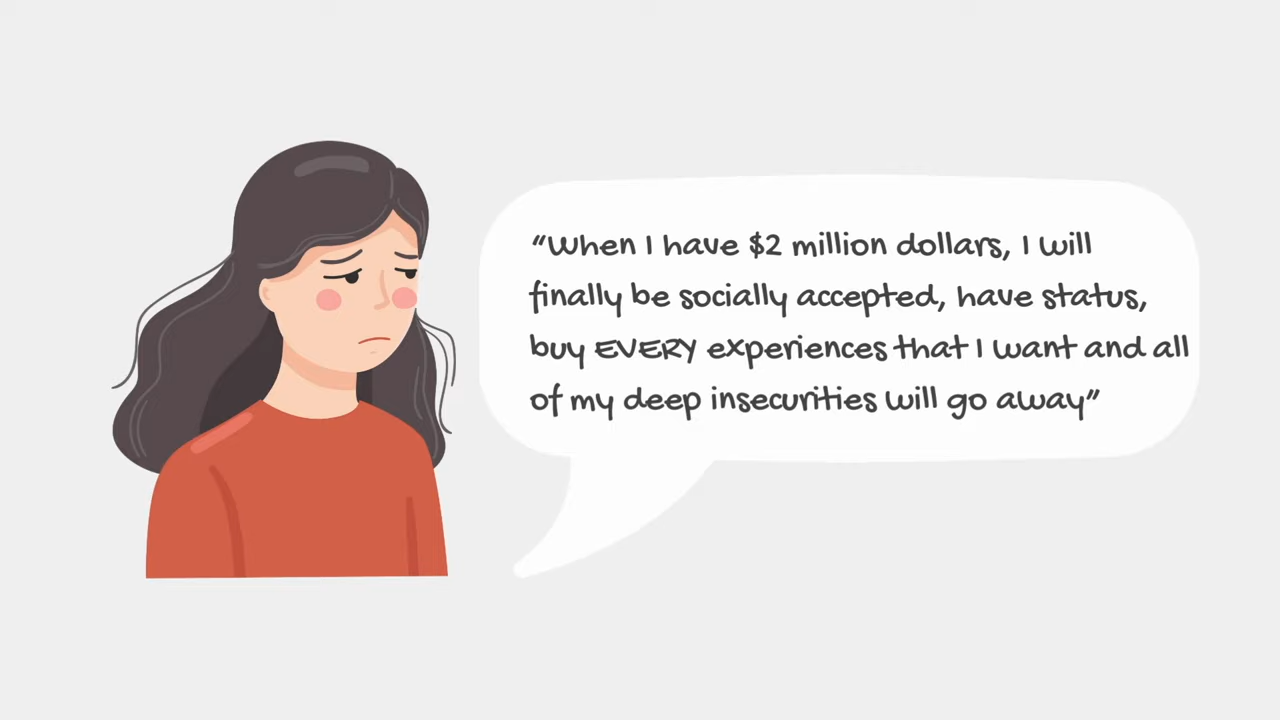 “When I have $2 million dollars, I will
finally be socially accepted, have status,
buy EVERY experiences that I want and all
of my deep insecurities will go away”